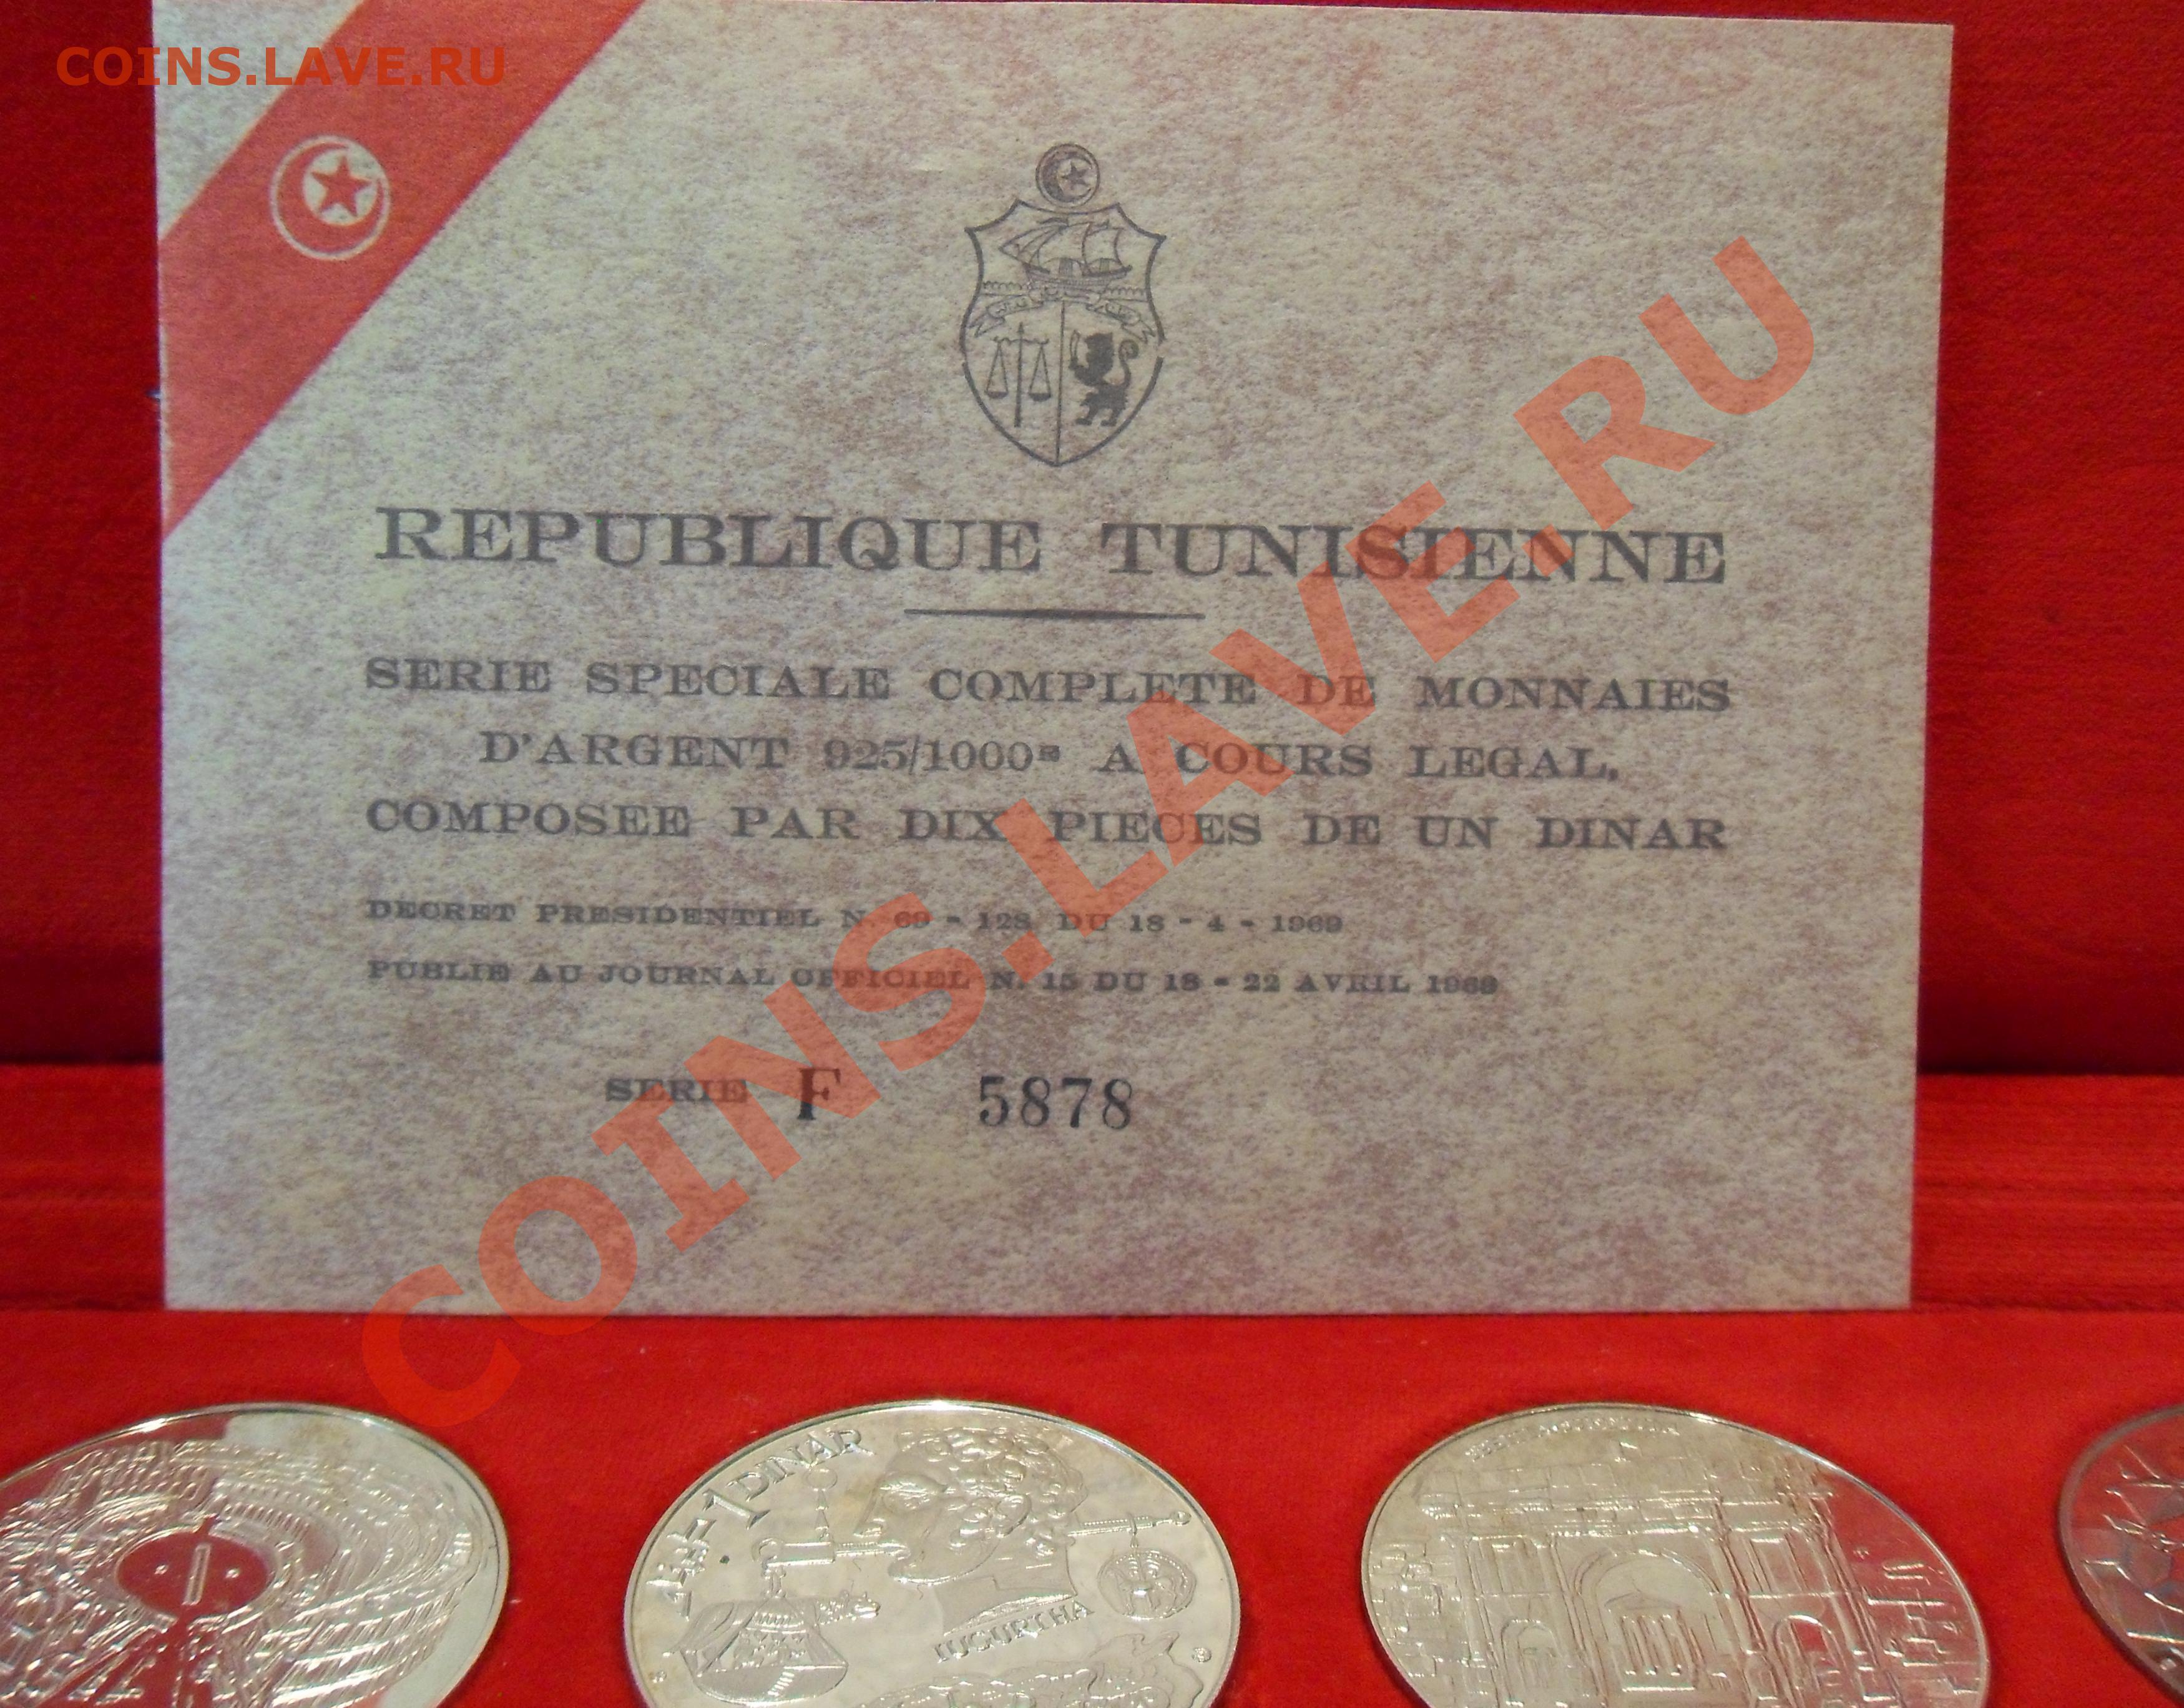 COINS.LAVE.RU
REPUBLIQUE TUNISIENNE
SERIE SPECIALE COMPLETE DE MONNAIES
D'ARGENT 925/1000es A COURS LEGAL,
COMPOSEE PAR DIX PIECES DE UN DINAR
DECRET PRESIDENTIEL N. 69 - 128 DU 18 - 4 - 1969
PUBLIE AU JOURNAL OFFICIEL N. 15 DU 18 - 22 AVRIL 1969
SERIE F 5878
COINS.LAVE.RU
1 DINAR
IUGURTHA